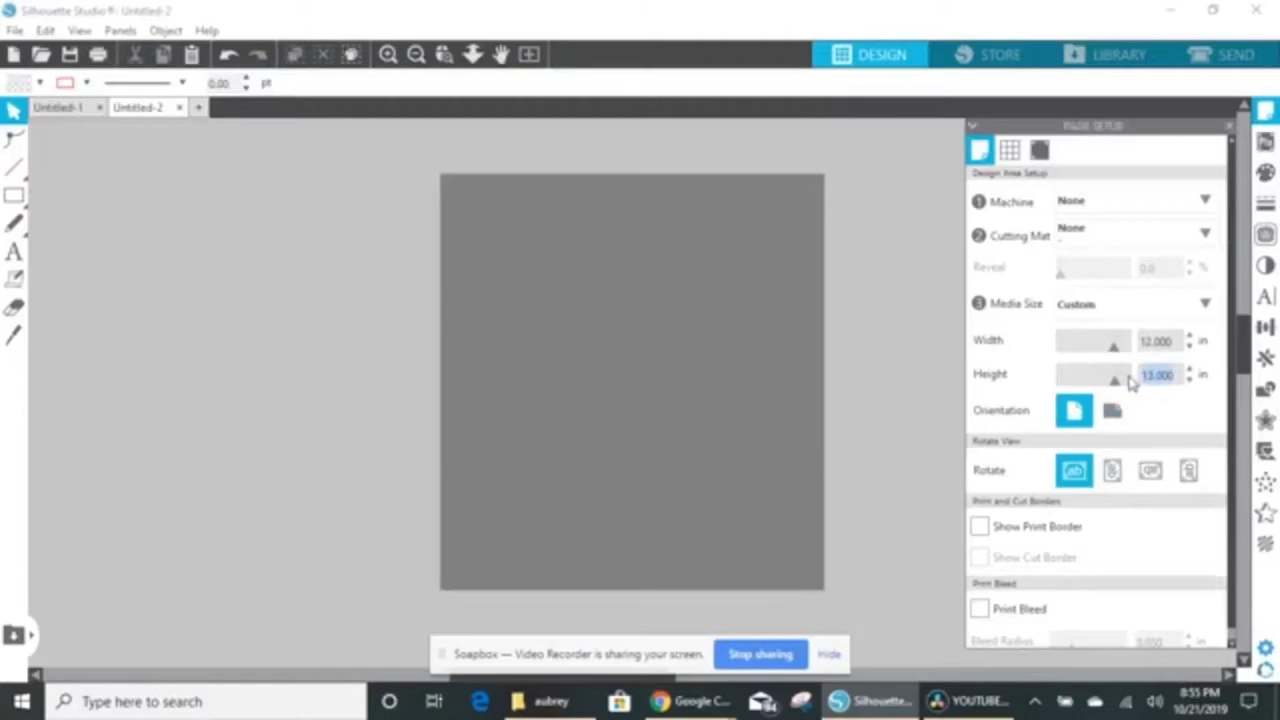 Silhouette Studio®: Untitled-2
File Edit View Panels Object Help
DESIGN STORE LIBRARY SEND
0.00 pt
Untitled-1 × Untitled-2 × +
PAGE SETUP
Design Area Setup
1 Machine None
2 Cutting Mat None
Reveal 0.0 %
3 Media Size Custom
Width 12.000 in
Height 13.000 in
Orientation
Rotate View
Rotate
Print and Cut Borders
Show Print Border
Show Cut Border
Print Bleed
Print Bleed
Bleed Radius 0.050 in
Soapbox — Video Recorder is sharing your screen. Stop sharing Hide
Type here to search
aubrey
Google C...
Silhouette...
YOUTUBE...
8:55 PM
10/21/2019